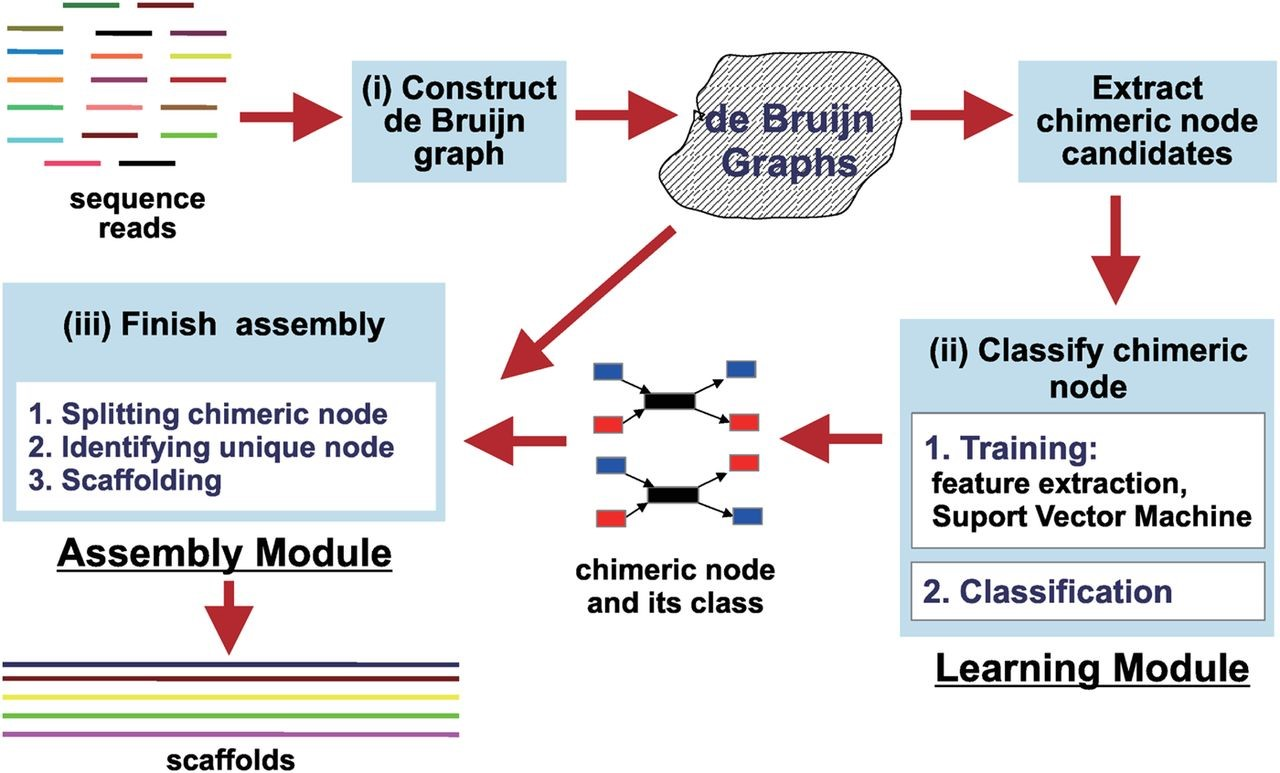 sequence
reads
(i) Construct
de Bruijn
graph
de Bruijn
Graphs
Extract
chimeric node
candidates
(ii) Classify chimeric
node
1. Training:
feature extraction,
Suport Vector Machine
2. Classification
Learning Module
chimeric node
and its class
(iii) Finish assembly
1. Splitting chimeric node
2. Identifying unique node
3. Scaffolding
Assembly Module
scaffolds